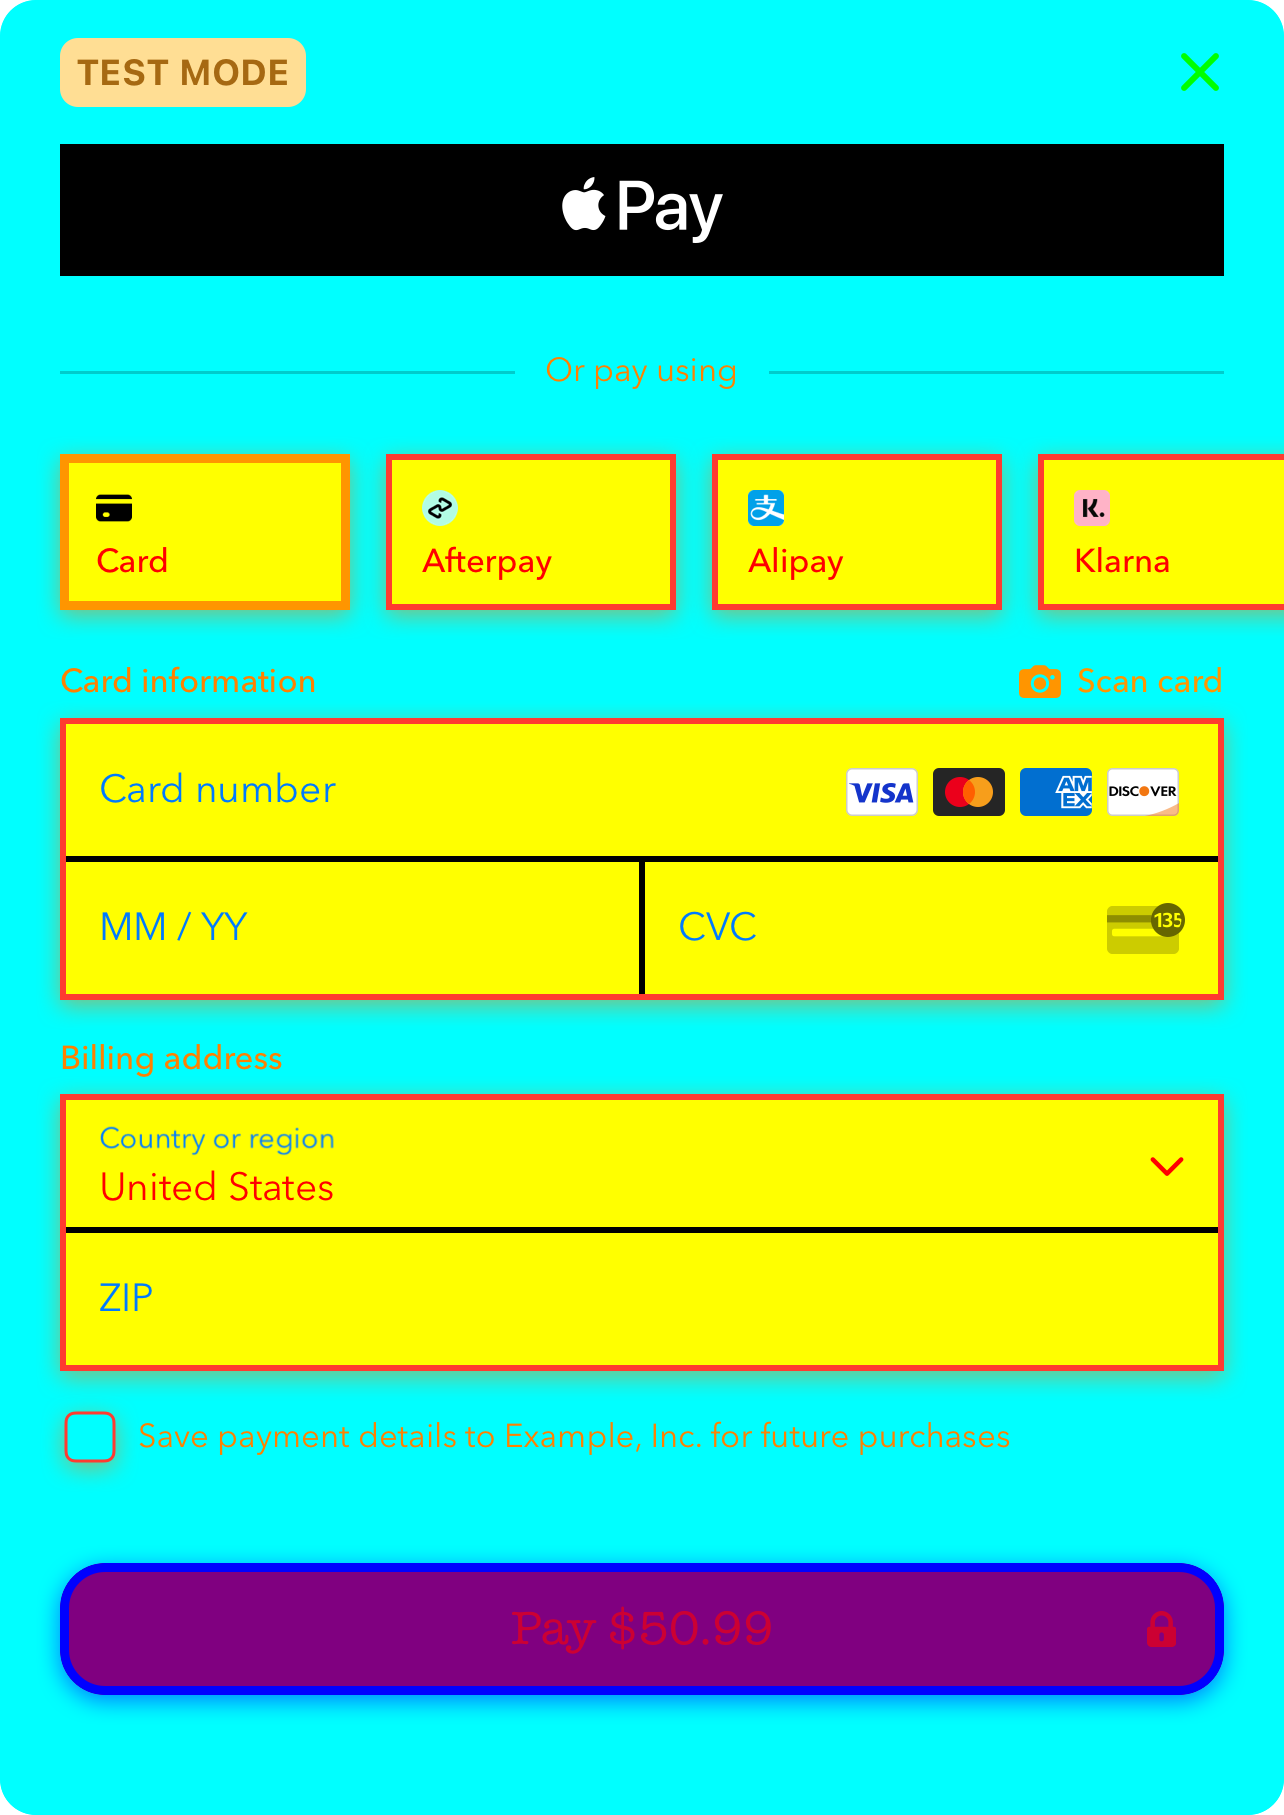 TEST MODE
Pay
Or pay using
Card
Afterpay
Alipay
Klarna
Card information
Scan card
Card number
VISA
AM
EX
DISCOVER
MM / YY
CVC
135
Billing address
Country or region
United States
ZIP
Save payment details to Example, Inc. for future purchases
Pay $50.99